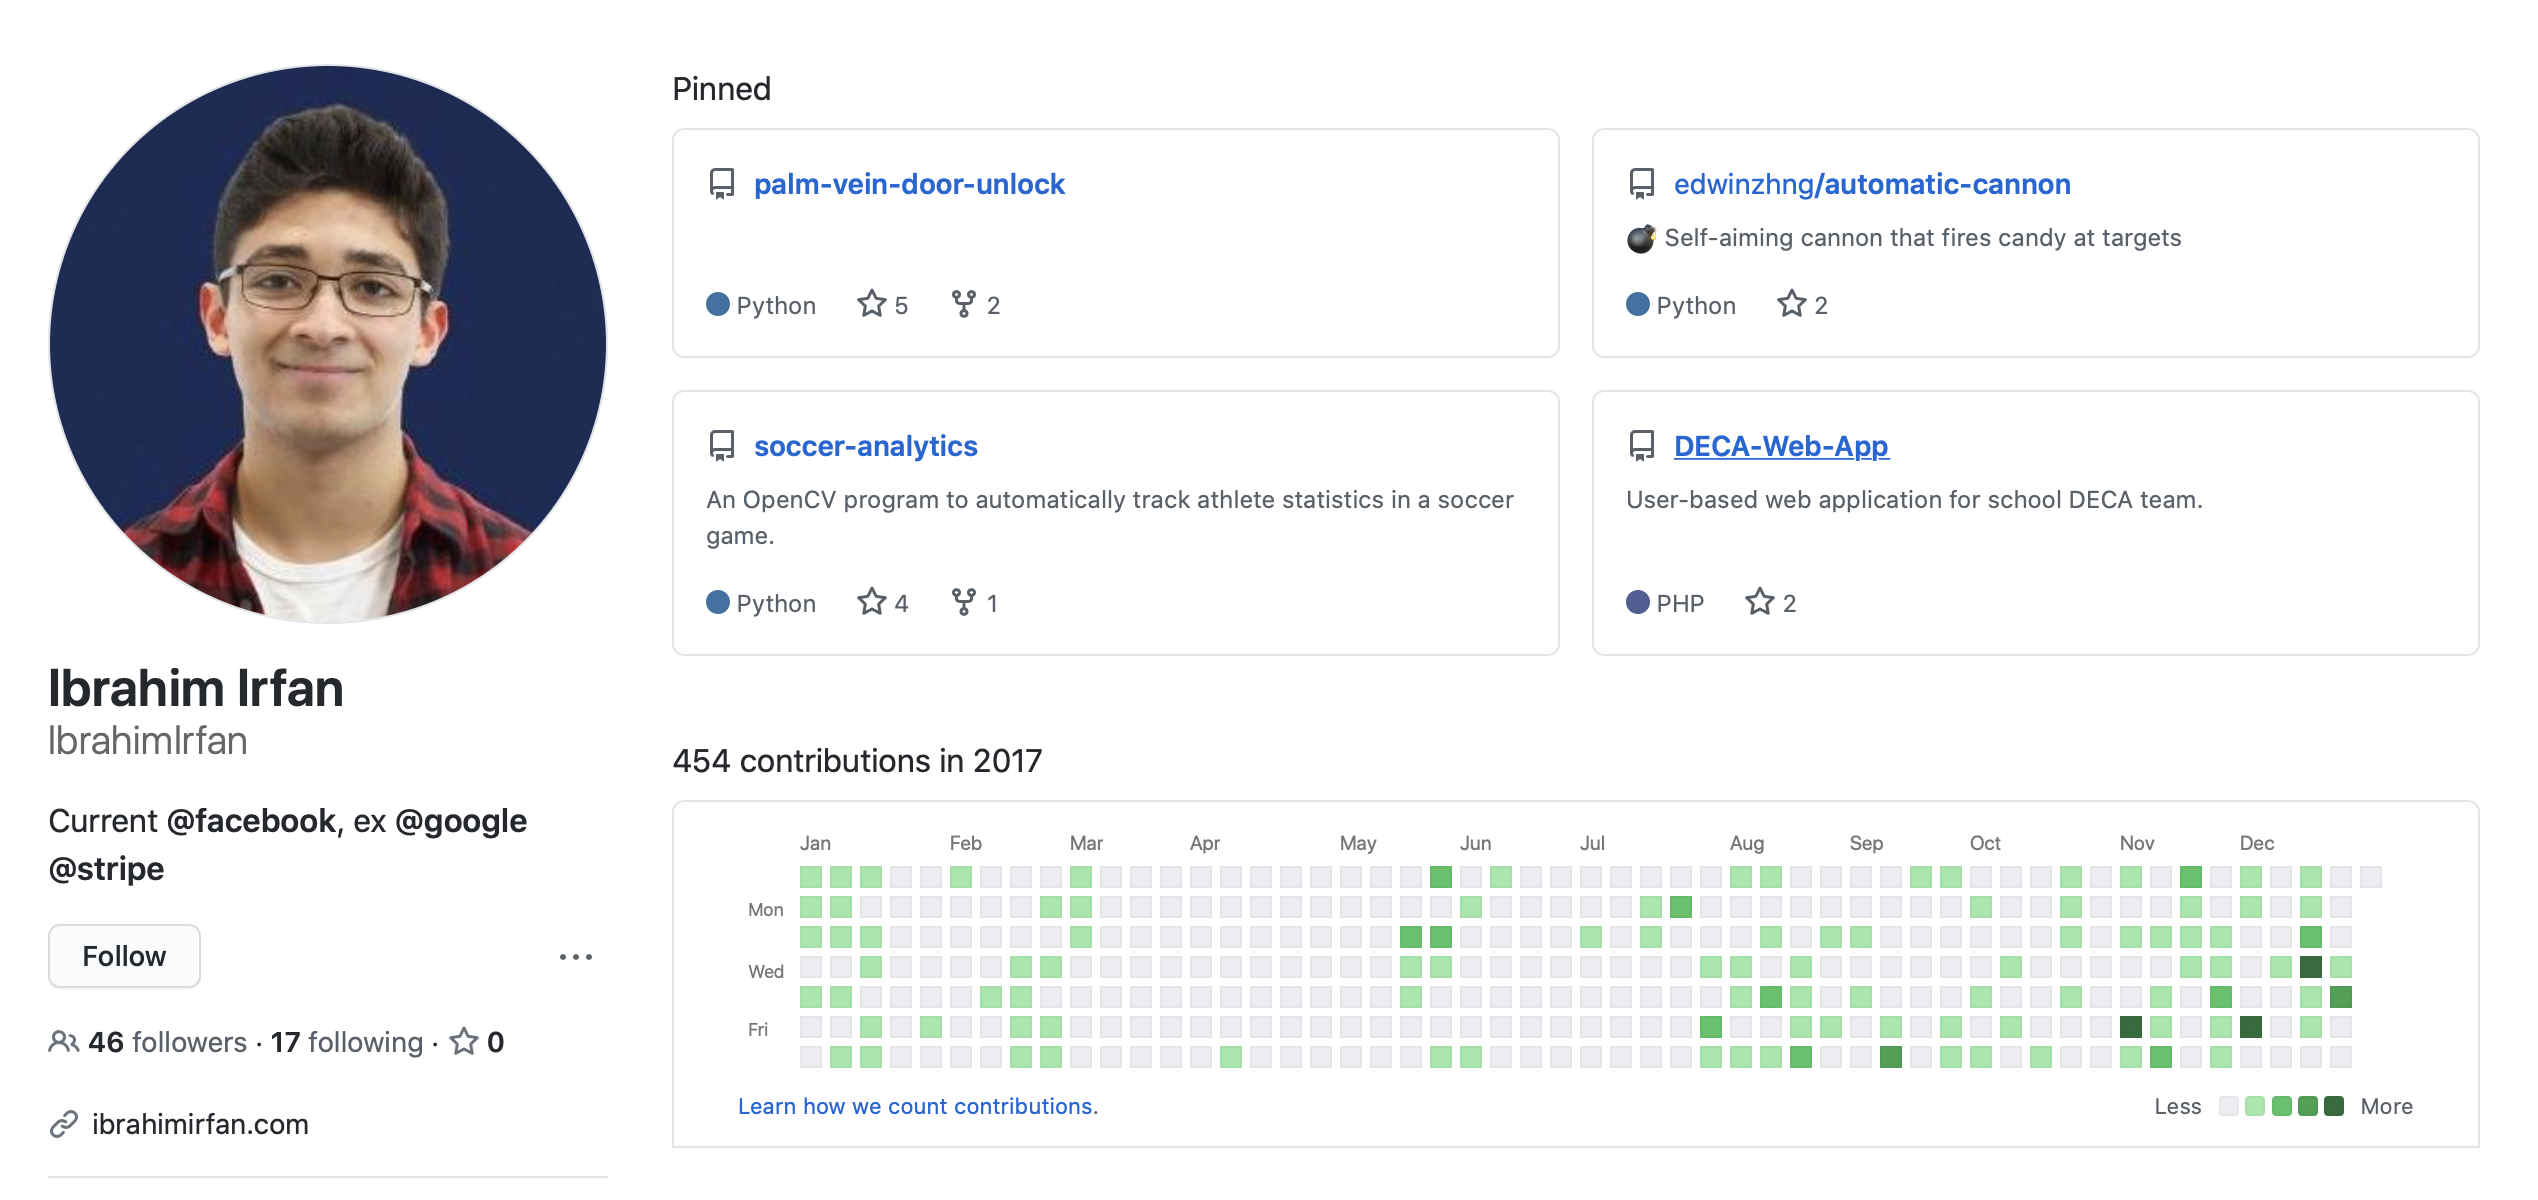 Ibrahim Irfan
IbrahimIrfan
Current @facebook, ex @google
@stripe
Follow
46 followers · 17 following · 0
ibrahimirfan.com
Pinned
palm-vein-door-unlock
Python 5 2
edwinzhng/automatic-cannon
Self-aiming cannon that fires candy at targets
Python 2
soccer-analytics
An OpenCV program to automatically track athlete statistics in a soccer
game.
Python 4 1
DECA-Web-App
User-based web application for school DECA team.
PHP 2
454 contributions in 2017
Jan Feb Mar Apr May Jun Jul Aug Sep Oct Nov Dec
Mon
Wed
Fri
Learn how we count contributions.
Less More